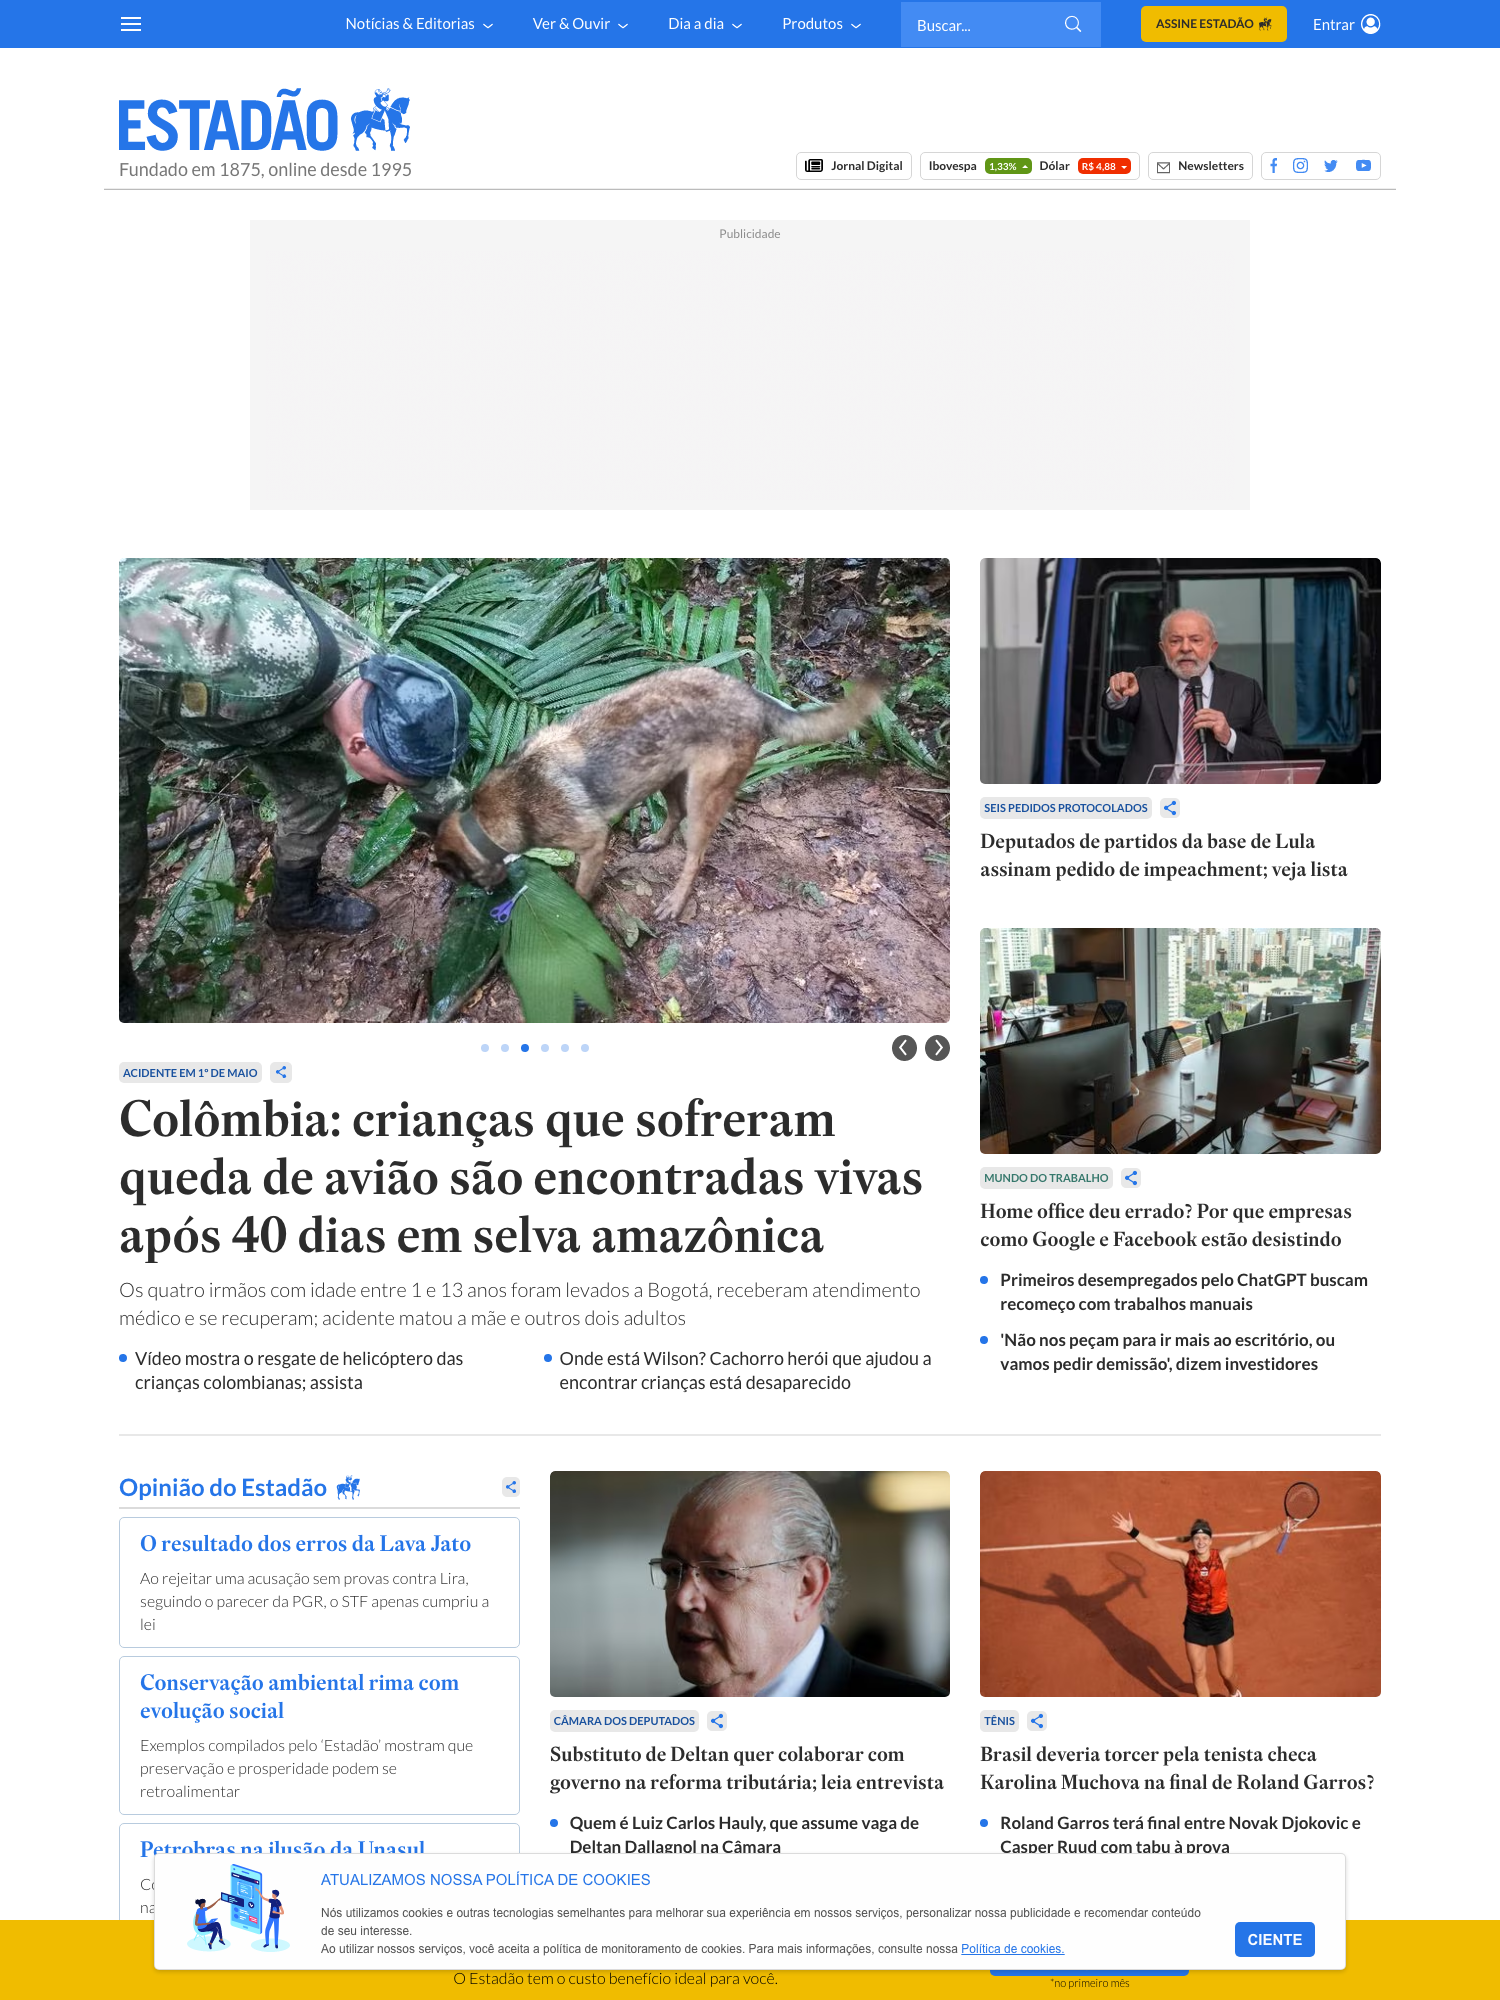 Notícias & Editorias
Ver & Ouvir
Dia a dia
Produtos
Buscar...
ASSINE ESTADÃO
Entrar
ESTADÃO
Fundado em 1875, online desde 1995
Jornal Digital
Ibovespa 1,33% Dólar R$ 4,88
Newsletters
Publicidade
ACIDENTE EM 1º DE MAIO
Colômbia: crianças que sofreram
queda de avião são encontradas vivas
após 40 dias em selva amazônica
Os quatro irmãos com idade entre 1 e 13 anos foram levados a Bogotá, receberam atendimento
médico e se recuperam; acidente matou a mãe e outros dois adultos
Vídeo mostra o resgate de helicóptero das
crianças colombianas; assista
Onde está Wilson? Cachorro herói que ajudou a
encontrar crianças está desaparecido
SEIS PEDIDOS PROTOCOLADOS
Deputados de partidos da base de Lula
assinam pedido de impeachment; veja lista
MUNDO DO TRABALHO
Home office deu errado? Por que empresas
como Google e Facebook estão desistindo
Primeiros desempregados pelo ChatGPT buscam
recomeço com trabalhos manuais
'Não nos peçam para ir mais ao escritório, ou
vamos pedir demissão', dizem investidores
Opinião do Estadão
O resultado dos erros da Lava Jato
Ao rejeitar uma acusação sem provas contra Lira,
seguindo o parecer da PGR, o STF apenas cumpriu a
lei
Conservação ambiental rima com
evolução social
Exemplos compilados pelo ‘Estadão’ mostram que
preservação e prosperidade podem se
retroalimentar
Petrobras na ilusão da Unasul
CÂMARA DOS DEPUTADOS
Substituto de Deltan quer colaborar com
governo na reforma tributária; leia entrevista
Quem é Luiz Carlos Hauly, que assume vaga de
Deltan Dallagnol na Câmara
TÊNIS
Brasil deveria torcer pela tenista checa
Karolina Muchova na final de Roland Garros?
Roland Garros terá final entre Novak Djokovic e
Casper Ruud com tabu à prova
ATUALIZAMOS NOSSA POLÍTICA DE COOKIES
Nós utilizamos cookies e outras tecnologias semelhantes para melhorar sua experiência em nossos serviços, personalizar nossa publicidade e recomendar conteúdo
de seu interesse.
Ao utilizar nossos serviços, você aceita a política de monitoramento de cookies. Para mais informações, consulte nossa Política de cookies.
CIENTE
O Estadão tem o custo benefício ideal para você.
*no primeiro mês